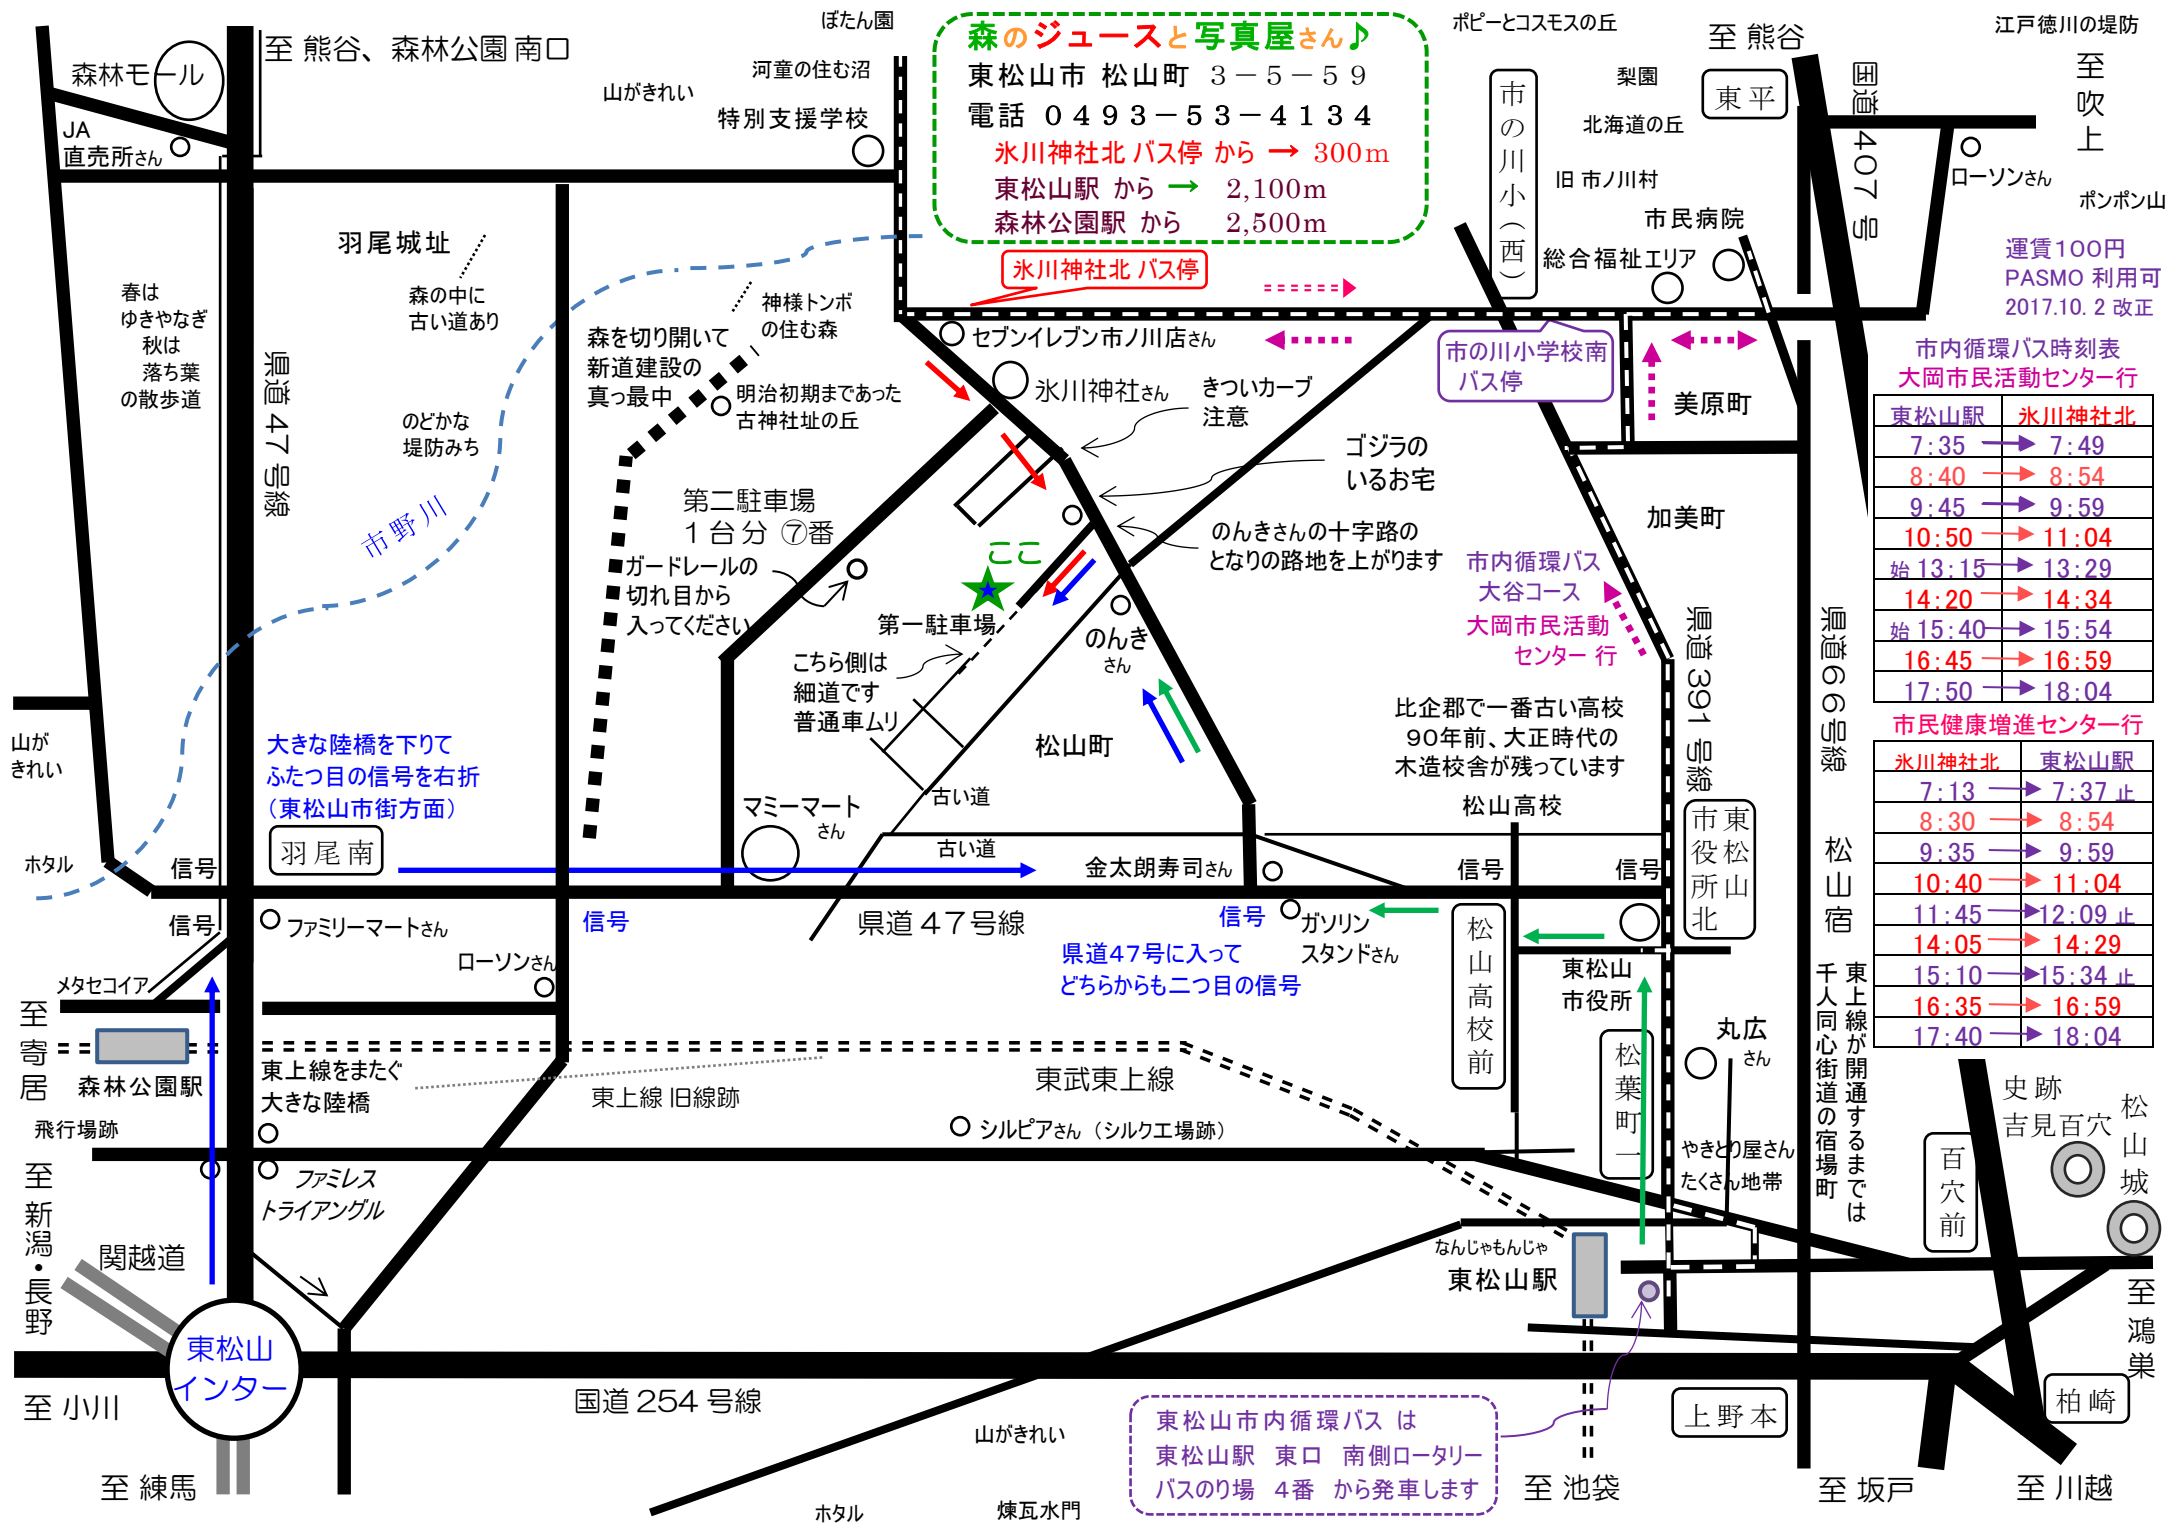 ぼたん園
森のジュースと写真屋さん♪
東松山市 松山町 ３－５－５９
電話 ０４９３－５３－４１３４
氷川神社北 バス停 から → 300m
東松山駅 から → 2,100m
森林公園駅 から 2,500m
氷川神社北 バス停
ポピーとコスモスの丘
至 熊谷
江戸徳川の堤防
至 吹上
至 熊谷、森林公園 南口
森林モール
JA
直売所さん
山がきれい
河童の住む沼
特別支援学校
市の川小（西）
梨園
北海道の丘
旧 市ノ川村
東平
国道 407 号
ローソンさん
ポンポン山
市民病院
総合福祉エリア
運賃100円
PASMO 利用可
2017.10. 2 改正
羽尾城址
森の中に
古い道あり
春は
ゆきやなぎ
秋は
落ち葉
の散歩道
県道 47 号線
のどかな
堤防みち
市野川
森を切り開いて
新道建設の
真っ最中
神様トンボ
の住む森
明治初期まであった
古神社址の丘
セブンイレブン市ノ川店さん
氷川神社さん
きついカーブ
注意
ゴジラの
いるお宅
のんきさんの十字路の
となりの路地を上がります
市の川小学校南
バス停
美原町
加美町
市内循環バス
大谷コース
大岡市民活動
センター 行
第二駐車場
１台分 ⑦番
ガードレールの
切れ目から
入ってください
ここ
第一駐車場
こちら側は
細道です
普通車ムリ
のんき
さん
松山町
古い道
古い道
マミーマート
さん
金太朗寿司さん
比企郡で一番古い高校
90年前、大正時代の
木造校舎が残っています
松山高校
県道 391 号線
県道66号線
東松山
市役所北
松山宿
東上線が開通するまでは
千人同心街道の宿場町
市内循環バス時刻表
大岡市民活動センター行
東松山駅 氷川神社北
7:35 → 7:49
8:40 → 8:54
9:45 → 9:59
10:50 → 11:04
始 13:15 → 13:29
14:20 → 14:34
始 15:40 → 15:54
16:45 → 16:59
17:50 → 18:04
市民健康増進センター行
氷川神社北 東松山駅
7:13 → 7:37 止
8:30 → 8:54
9:35 → 9:59
10:40 → 11:04
11:45 → 12:09 止
14:05 → 14:29
15:10 → 15:34 止
16:35 → 16:59
17:40 → 18:04
山が
きれい
ホタル
大きな陸橋を下りて
ふたつ目の信号を右折
（東松山市街方面）
羽尾南
信号
信号
信号
信号
信号
信号
ファミリーマートさん
ローソンさん
県道 47 号線
県道47号に入って
どちらからも二つ目の信号
ガソリン
スタンドさん
松山高校前
東松山
市役所
松葉町一
丸広
さん
やきとり屋さん
たくさん地帯
メタセコイア
至 寄居
森林公園駅
東上線をまたぐ
大きな陸橋
東上線 旧線跡
東武東上線
シルピアさん（シルク工場跡）
飛行場跡
至 新潟・長野
ファミレス
トライアングル
関越道
東松山
インター
至 小川
至 練馬
国道 254 号線
なんじゃもんじゃ
東松山駅
東松山市内循環バス は
東松山駅 東口 南側ロータリー
バスのり場 4番 から発車します
山がきれい
ホタル
煉瓦水門
至 池袋
上野本
至 坂戸
至 川越
柏崎
至 鴻巣
百穴前
史跡
吉見百穴
松山城